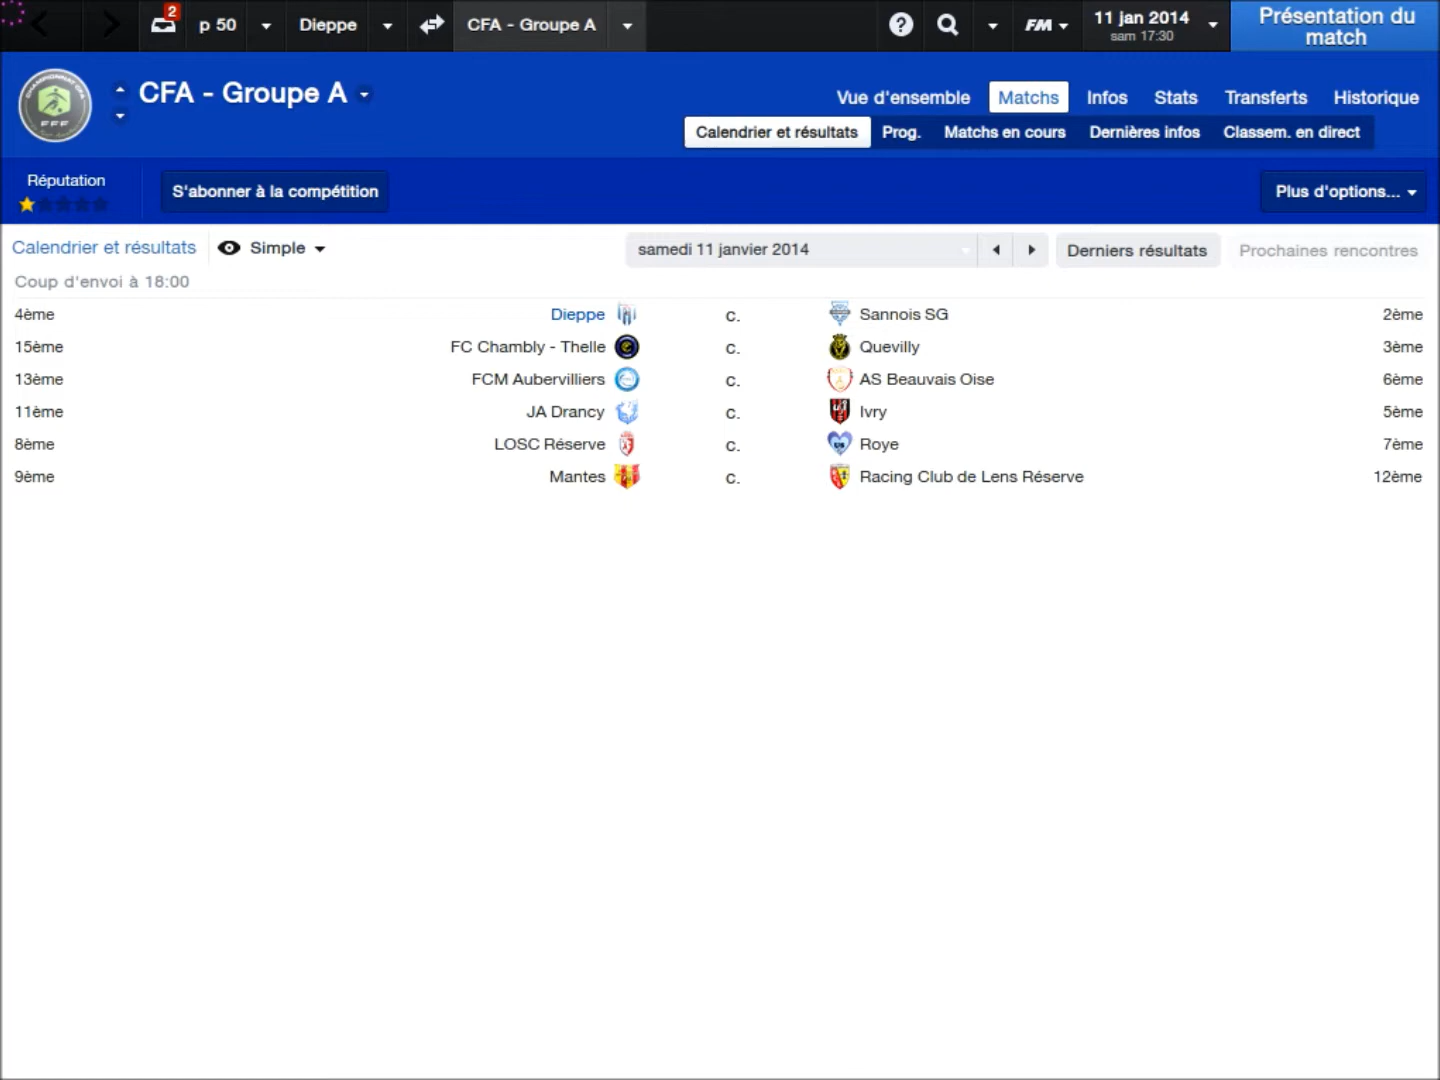 2
p 50
Dieppe
CFA - Groupe A
FM
11 jan 2014
sam 17:30
Présentation du match
CFA - Groupe A
Vue d'ensemble
Matchs
Infos
Stats
Transferts
Historique
Calendrier et résultats
Prog.
Matchs en cours
Dernières infos
Classem. en direct
Réputation
S'abonner à la compétition
Plus d'options...
Calendrier et résultats
Simple
samedi 11 janvier 2014
Derniers résultats
Prochaines rencontres
Coup d'envoi à 18:00
4ème Dieppe c. Sannois SG 2ème
15ème FC Chambly - Thelle c. Quevilly 3ème
13ème FCM Aubervilliers c. AS Beauvais Oise 6ème
11ème JA Drancy c. Ivry 5ème
8ème LOSC Réserve c. Roye 7ème
9ème Mantes c. Racing Club de Lens Réserve 12ème